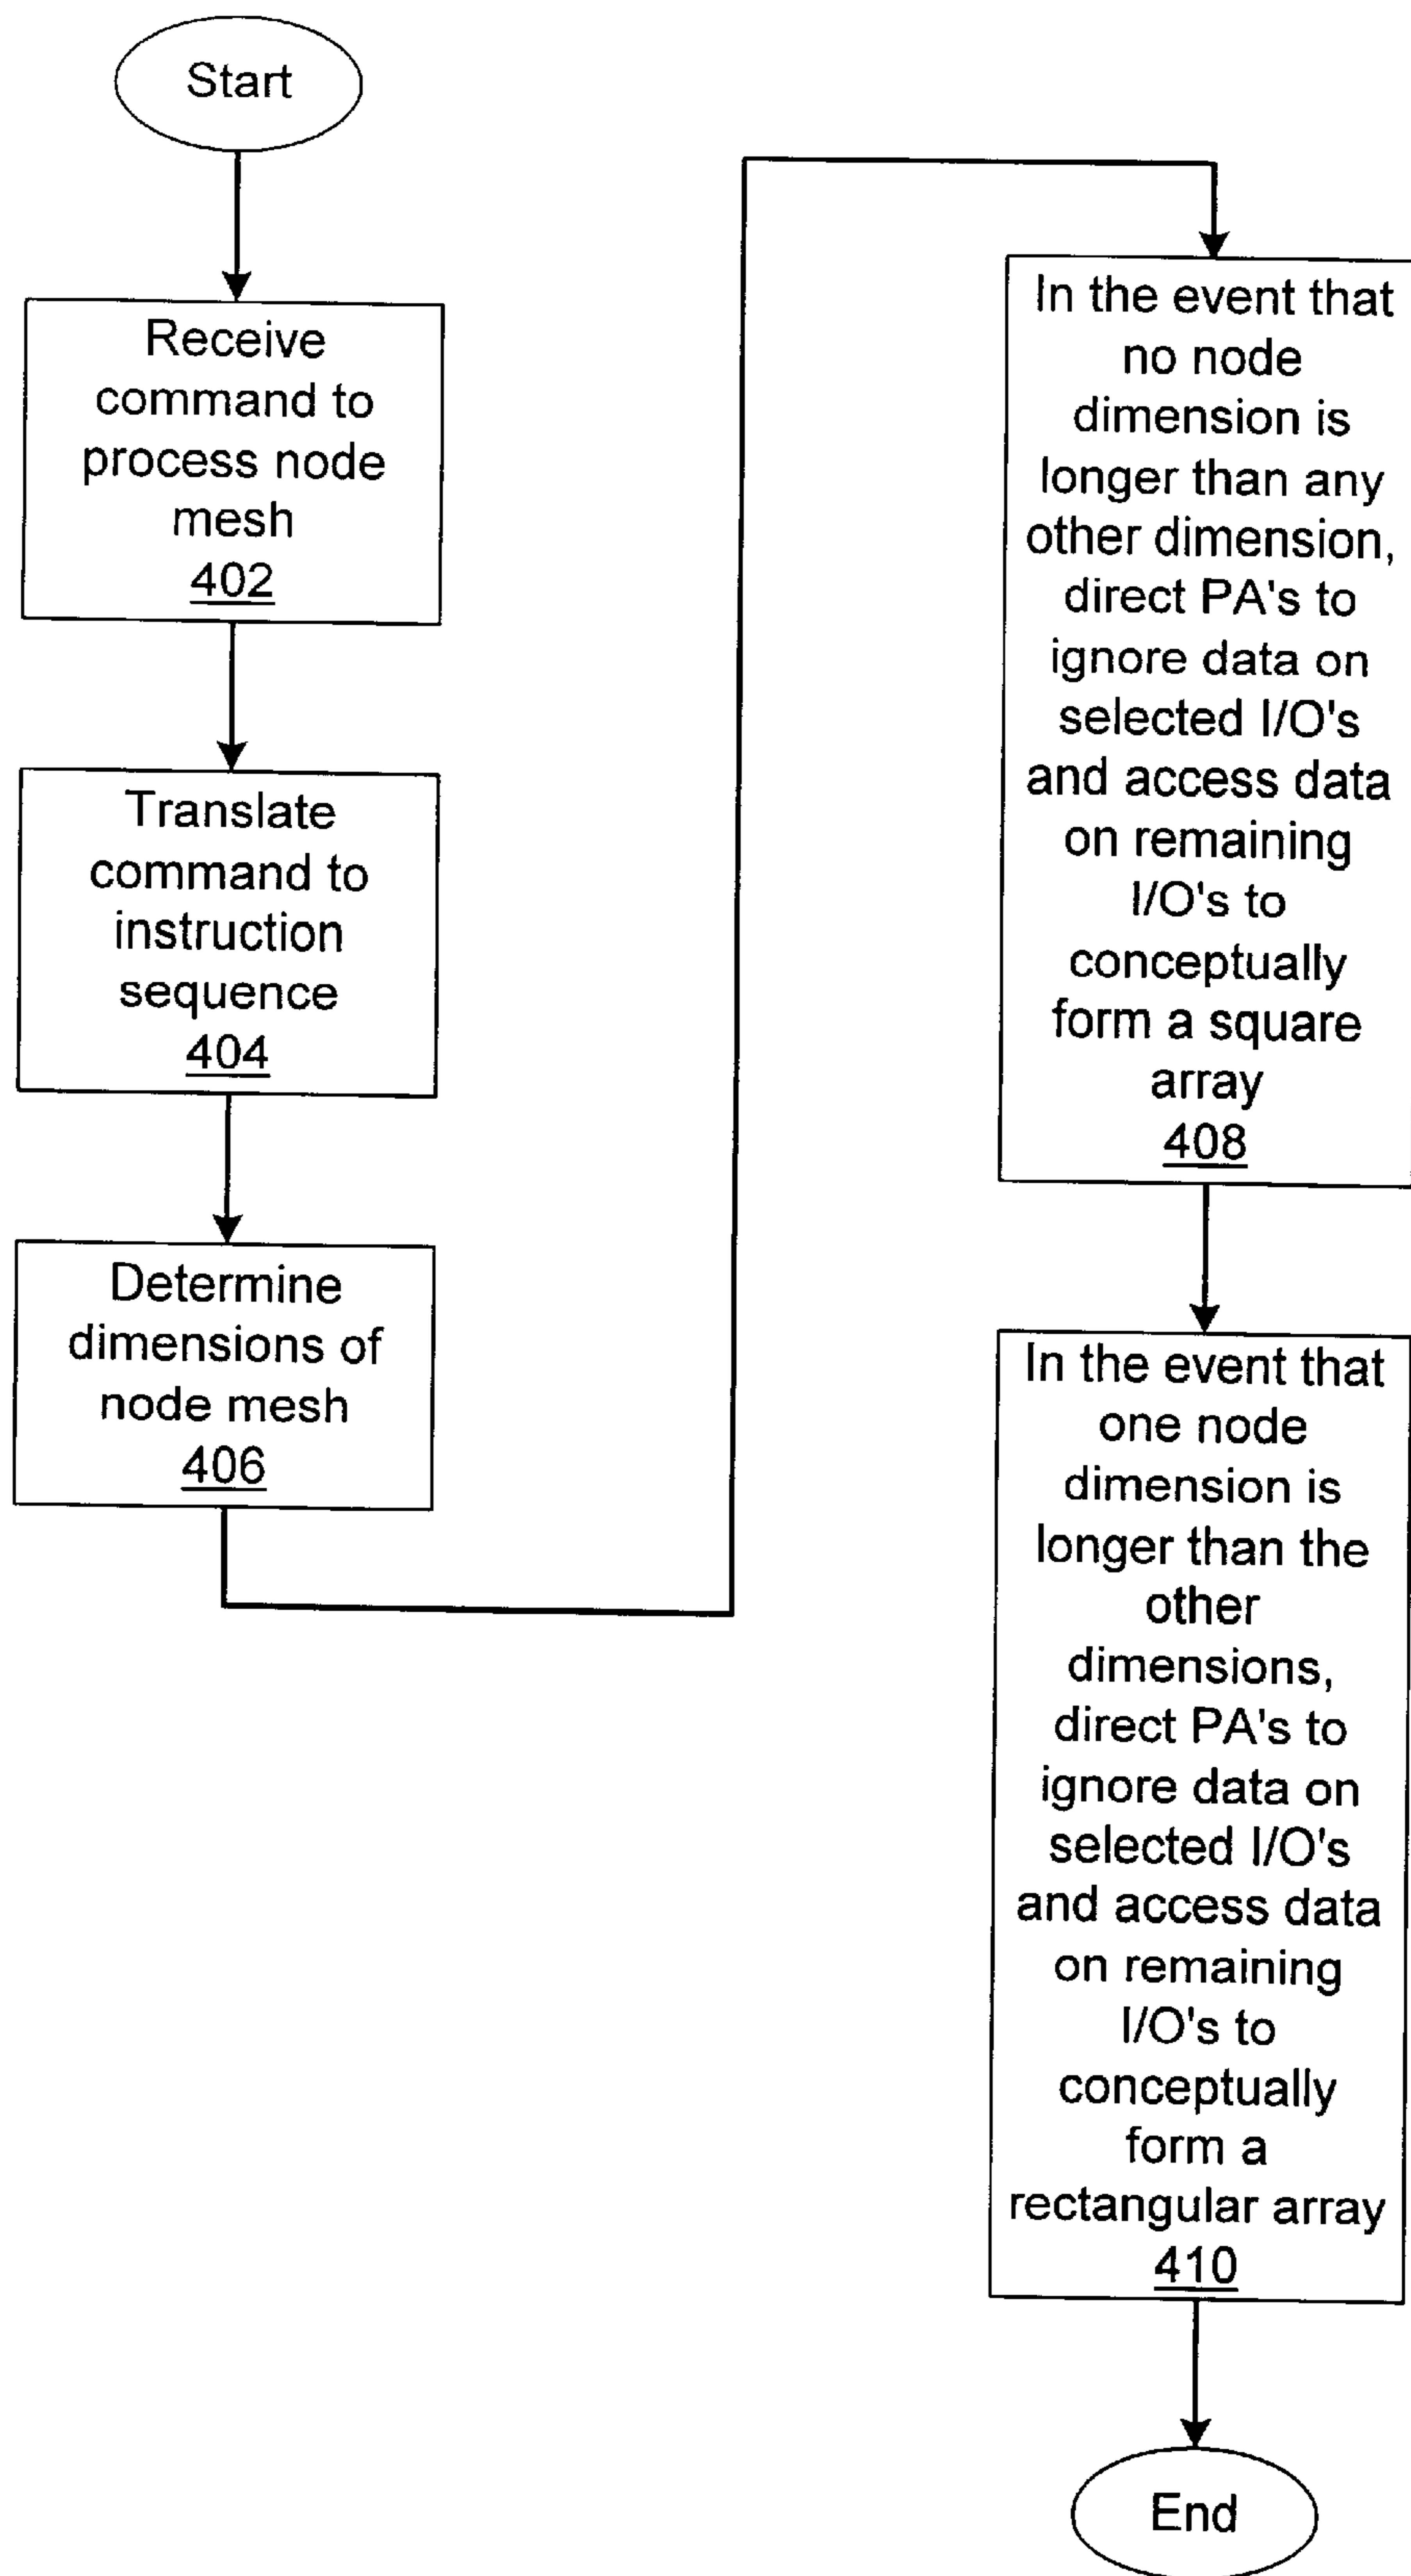 Start
Receive
command to
process node
mesh
402
Translate
command to
instruction
sequence
404
Determine
dimensions of
node mesh
406
In the event that
no node
dimension is
longer than any
other dimension,
direct PA's to
ignore data on
selected I/O's
and access data
on remaining
I/O's to
conceptually
form a square
array
408
In the event that
one node
dimension is
longer than the
other
dimensions,
direct PA's to
ignore data on
selected I/O's
and access data
on remaining
I/O's to
conceptually
form a
rectangular array
410
End